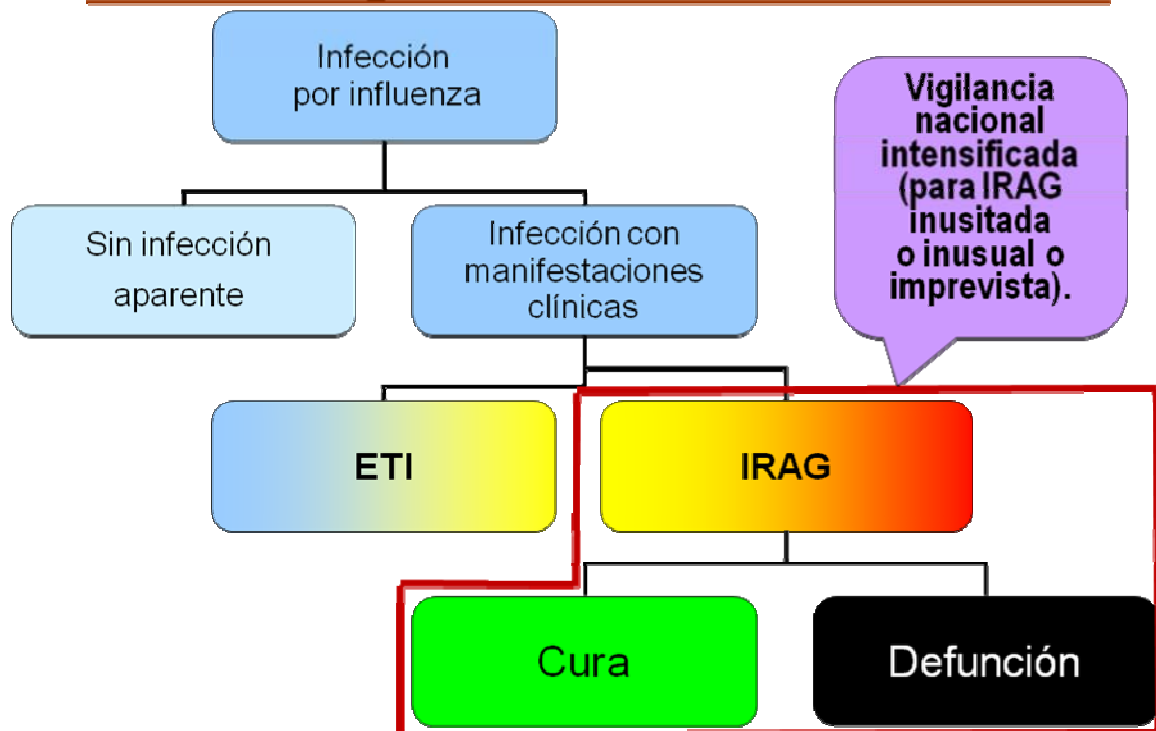 Infección
por influenza
Vigilancia
nacional
intensificada
(para IRAG
inusitada
o inusual o
imprevista).
Sin infección
aparente
Infección con
manifestaciones
clínicas
ETI
IRAG
Cura
Defunción